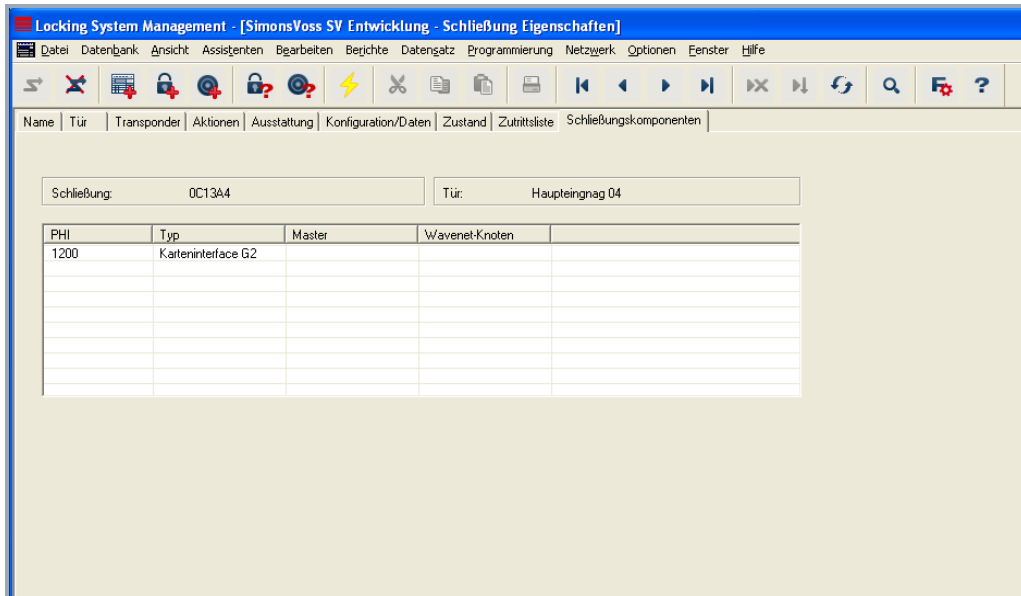 Locking System Management - [SimonsVoss SV Entwicklung - Schließung Eigenschaften]
Datei Datenbank Ansicht Assistenten Bearbeiten Berichte Datensatz Programmierung Netzwerk Optionen Fenster Hilfe
Name Tür Transponder Aktionen Ausstattung Konfiguration/Daten Zustand Zutrittsliste Schließungskomponenten
Schließung: 0C13A4 Tür: Haupteingnag 04
PHI Typ Master Wavenet-Knoten
1200 Karteninterface G2